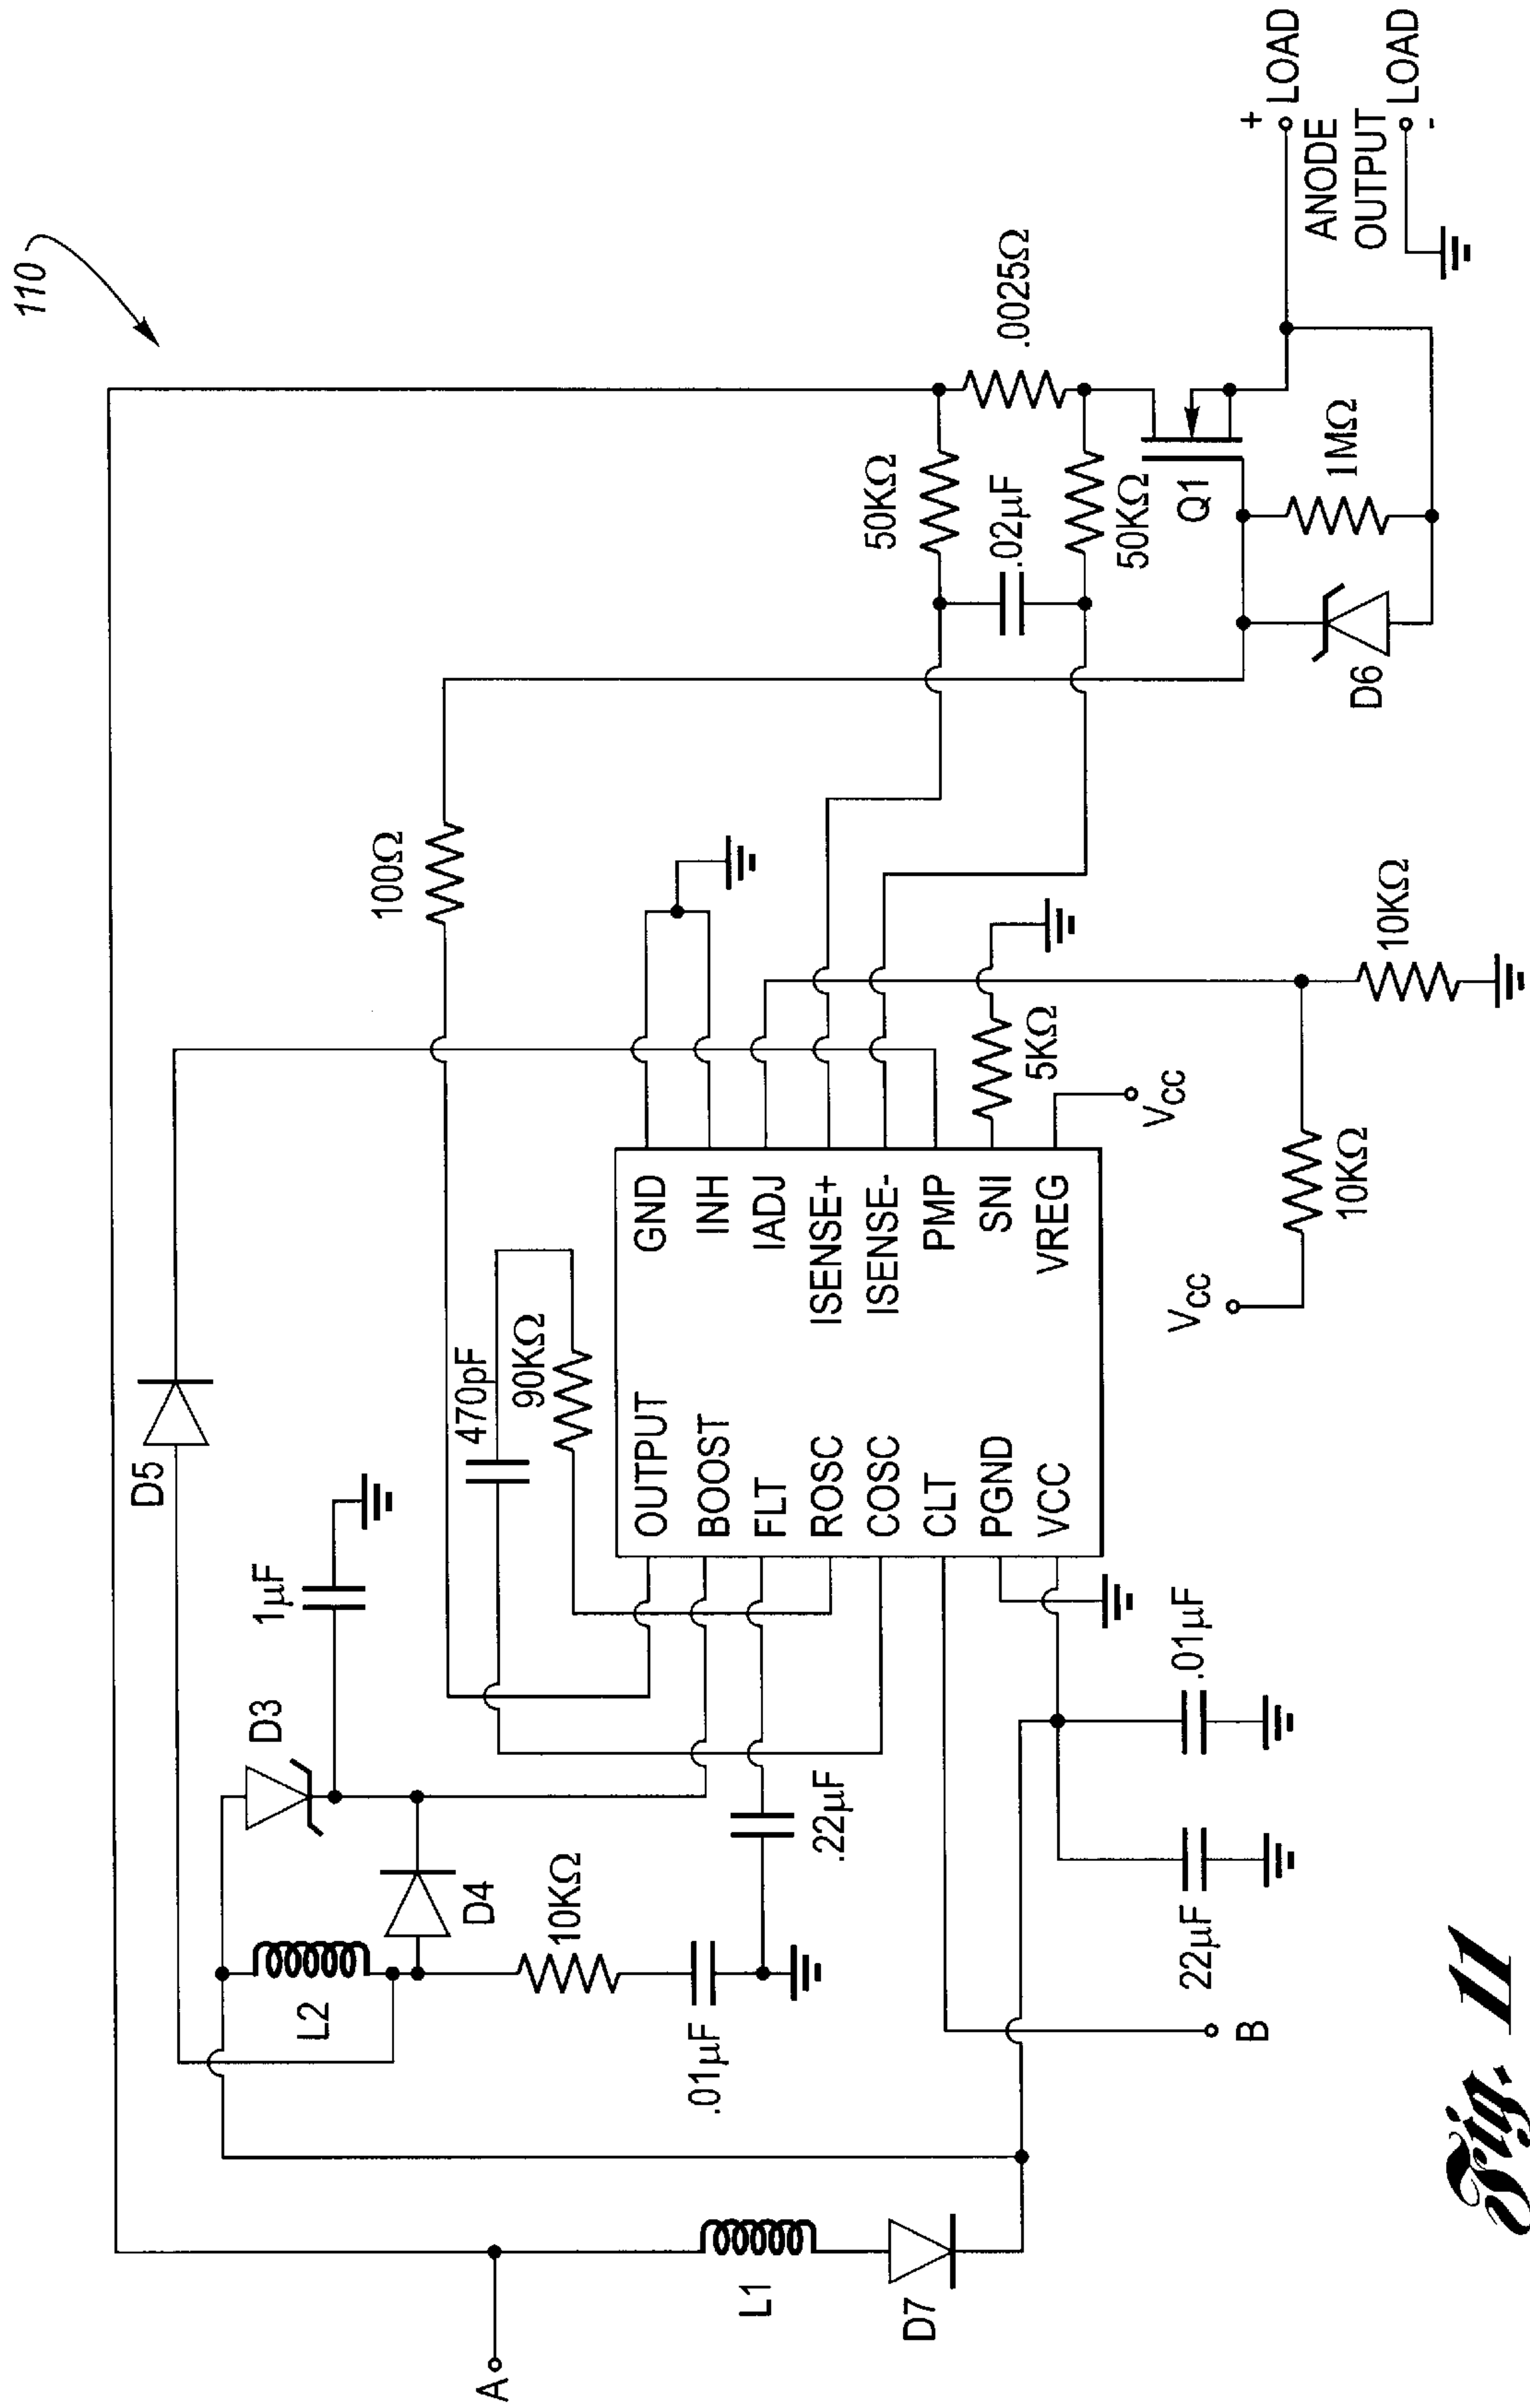 110
D5
100Ω
+
LOAD
ANODE
OUTPUT
LOAD
-
.0025Ω
50KΩ
.02µF
50KΩ
Q1
1MΩ
D6
1µF
D3
470pF
90KΩ
L2
D4
10KΩ
.01µF
.22µF
OUTPUT
BOOST
FLT
ROSC
COSC
CLT
PGND
VCC
GND
INH
IADJ
ISENSE+
ISENSE-
PMP
SNI
VREG
5KΩ
VCC
VCC
10KΩ
10KΩ
A
L1
D7
B
22µF
.01µF
Fig. 11